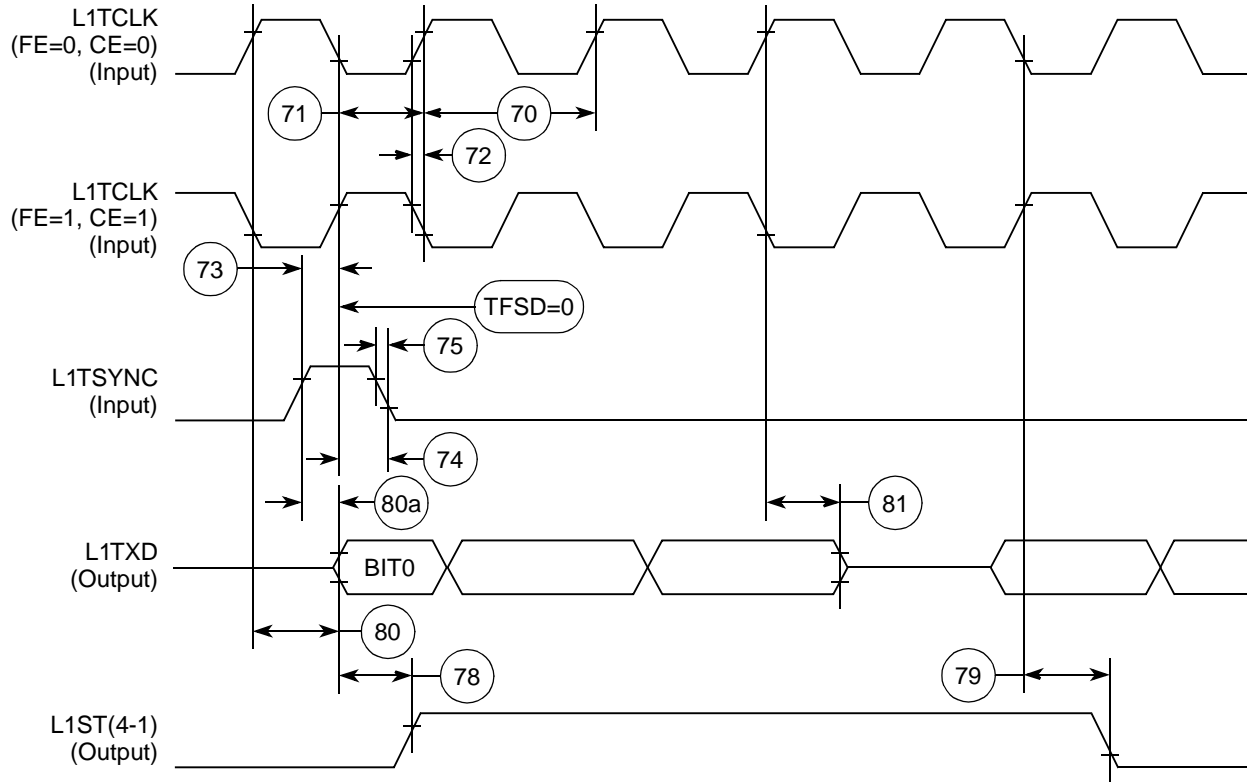 L1TCLK
(FE=0, CE=0)
(Input)
71
70
72
L1TCLK
(FE=1, CE=1)
(Input)
73
TFSD=0
75
L1TSYNC
(Input)
74
80a
81
L1TXD
(Output)
BIT0
80
78
79
L1ST(4-1)
(Output)